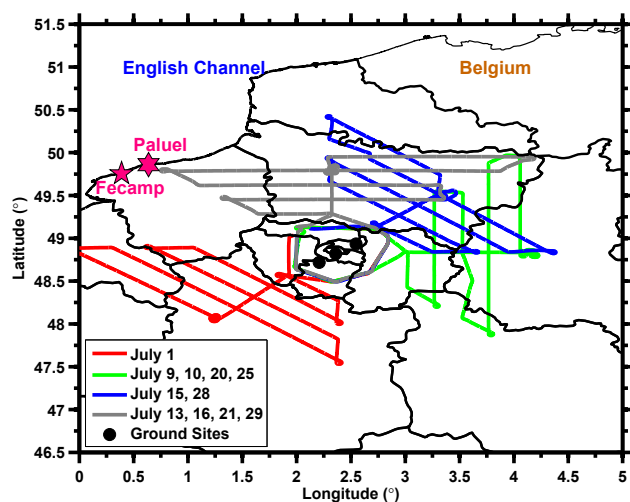 51.5
51
50.5
50
49.5
49
48.5
48
47.5
47
46.5
Latitude (°)
English Channel
Belgium
Paluel
Fecamp
July 1
July 9, 10, 20, 25
July 15, 28
July 13, 16, 21, 29
Ground Sites
0 0.5 1 1.5 2 2.5 3 3.5 4 4.5 5
Longitude (°)